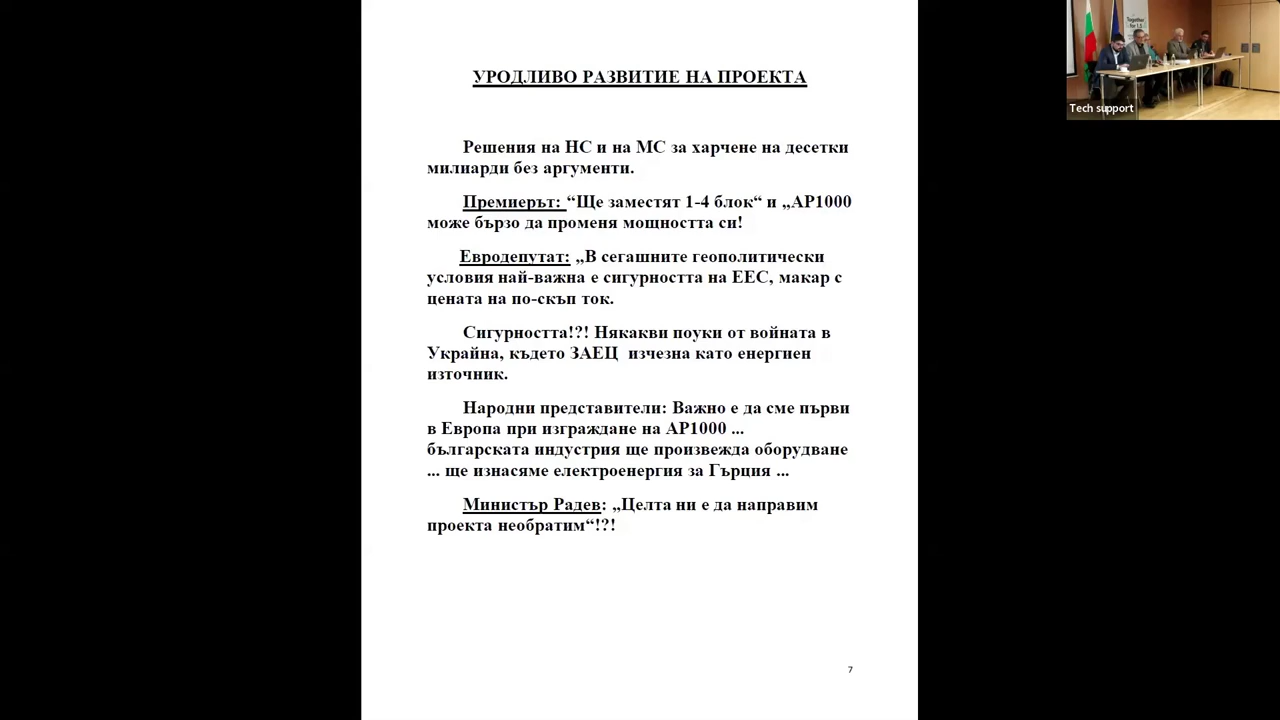 УРОДЛИВО РАЗВИТИЕ НА ПРОЕКТА
Решения на НС и на МС за харчене на десетки
милиарди без аргументи.
Премиерът: “Ще заместят 1-4 блок“ и „АР1000
може бързо да променя мощността си!
Евродепутат: „В сегашните геополитически
условия най-важна е сигурността на ЕЕС, макар с
цената на по-скъп ток.
Сигурността!?! Някакви поуки от войната в
Украйна, където ЗАЕЦ изчезна като енергиен
източник.
Народни представители: Важно е да сме първи
в Европа при изграждане на АР1000 ...
българската индустрия ще произвежда оборудване
... ще изнасяме електроенергия за Гърция ...
Министър Радев: „Целта ни е да направим
проекта необратим“!?!
7
Together
for 1.5
Tech support